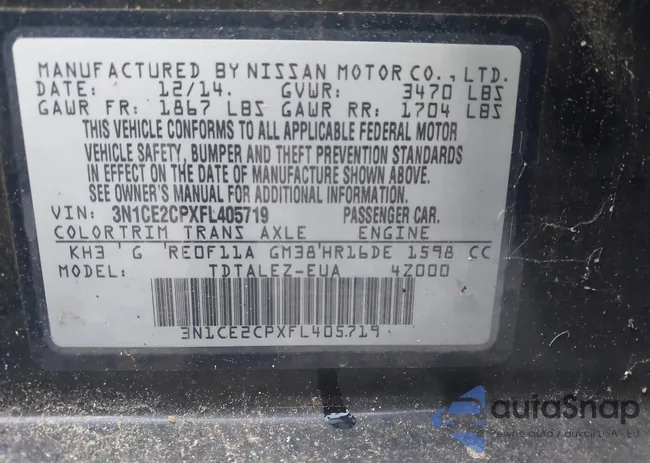 MANUFACTURED BY NISSAN MOTOR CO., LTD.
DATE: 12/14. GVWR: 3470 LBS
GAWR FR: 1867 LBS GAWR RR: 1704 LBS
THIS VEHICLE CONFORMS TO ALL APPLICABLE FEDERAL MOTOR
VEHICLE SAFETY, BUMPER AND THEFT PREVENTION STANDARDS
IN EFFECT ON THE DATE OF MANUFACTURE SHOWN ABOVE.
SEE OWNER'S MANUAL FOR ADDITIONAL INFORMATION.
VIN: 3N1CE2CPXFL405719 PASSENGER CAR.
COLOR TRIM TRANS AXLE ENGINE
KH3 ' G 'RE0F11A GM38'HR16DE 1598 CC
MODEL: TDTALEZ-EUA 4Z000
3N1CE2CPXFL405719
autoSnap